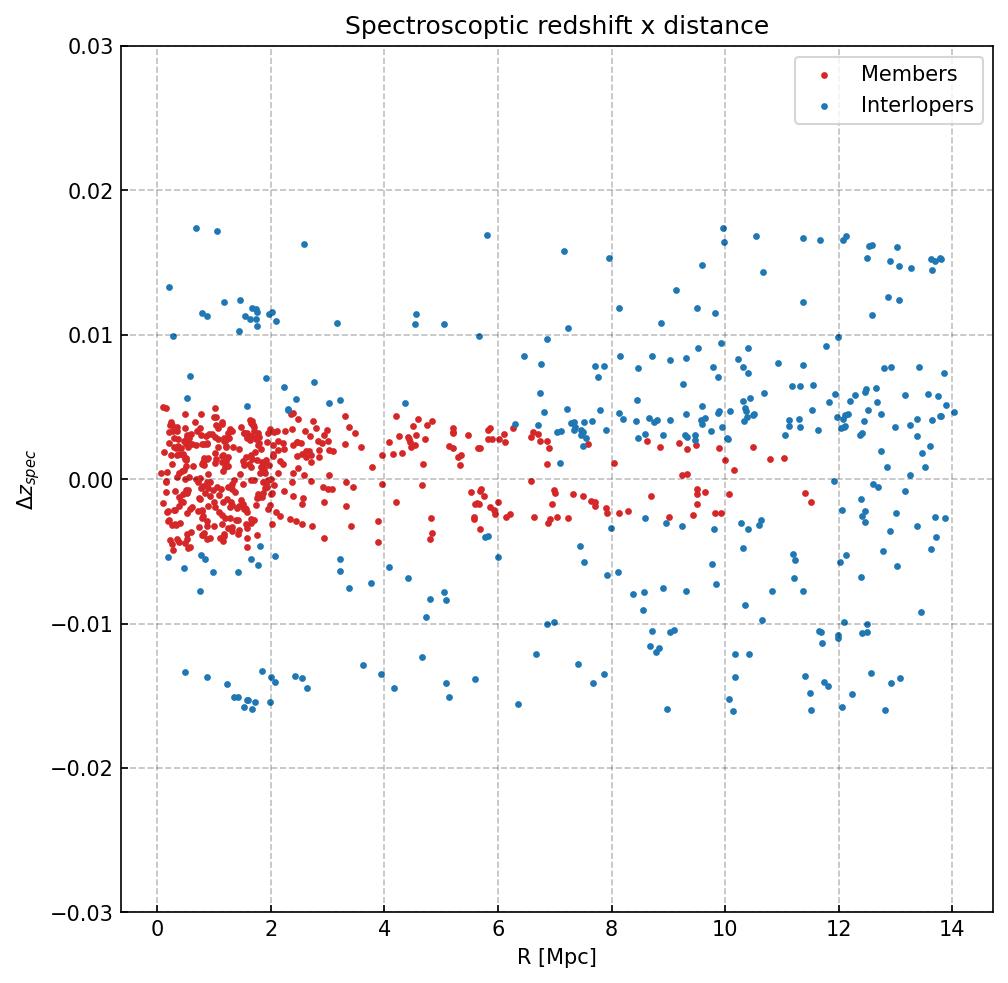 Spectroscoptic redshift x distance
Members
Interlopers
0.03
0.02
0.01
0.00
−0.01
−0.02
−0.03
Δz_spec
0 2 4 6 8 10 12 14
R [Mpc]